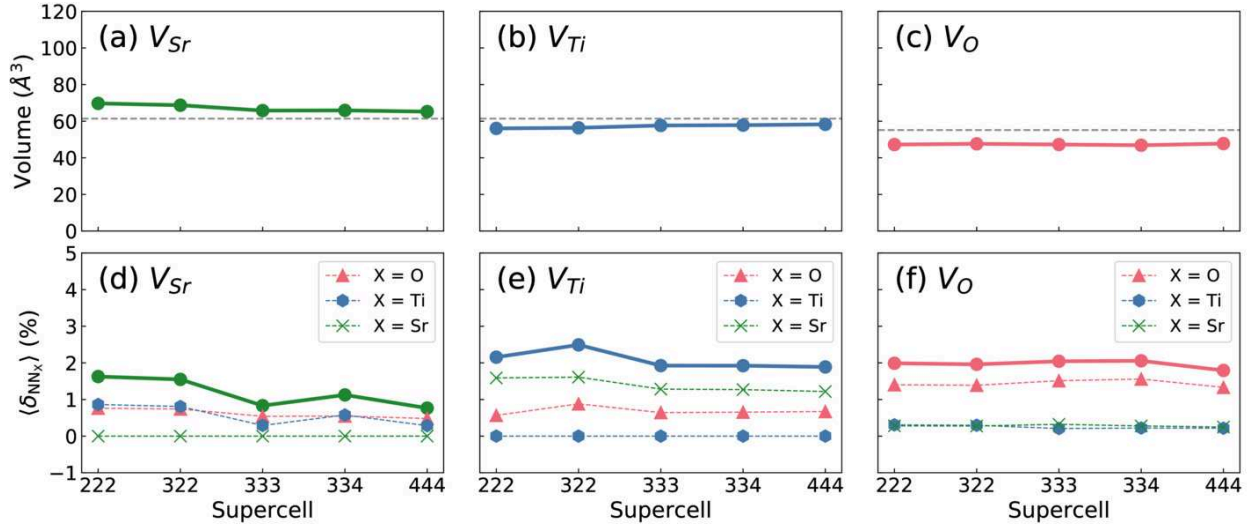 120
100
80
60
40
20
0
Volume (Å³)
(a) V_Sr
(b) V_Ti
(c) V_O
5
4
3
2
1
0
−1
⟨δ_NN_X⟩ (%)
(d) V_Sr
X = O
X = Ti
X = Sr
(e) V_Ti
X = O
X = Ti
X = Sr
(f) V_O
X = O
X = Ti
X = Sr
222 322 333 334 444
222 322 333 334 444
222 322 333 334 444
Supercell
Supercell
Supercell